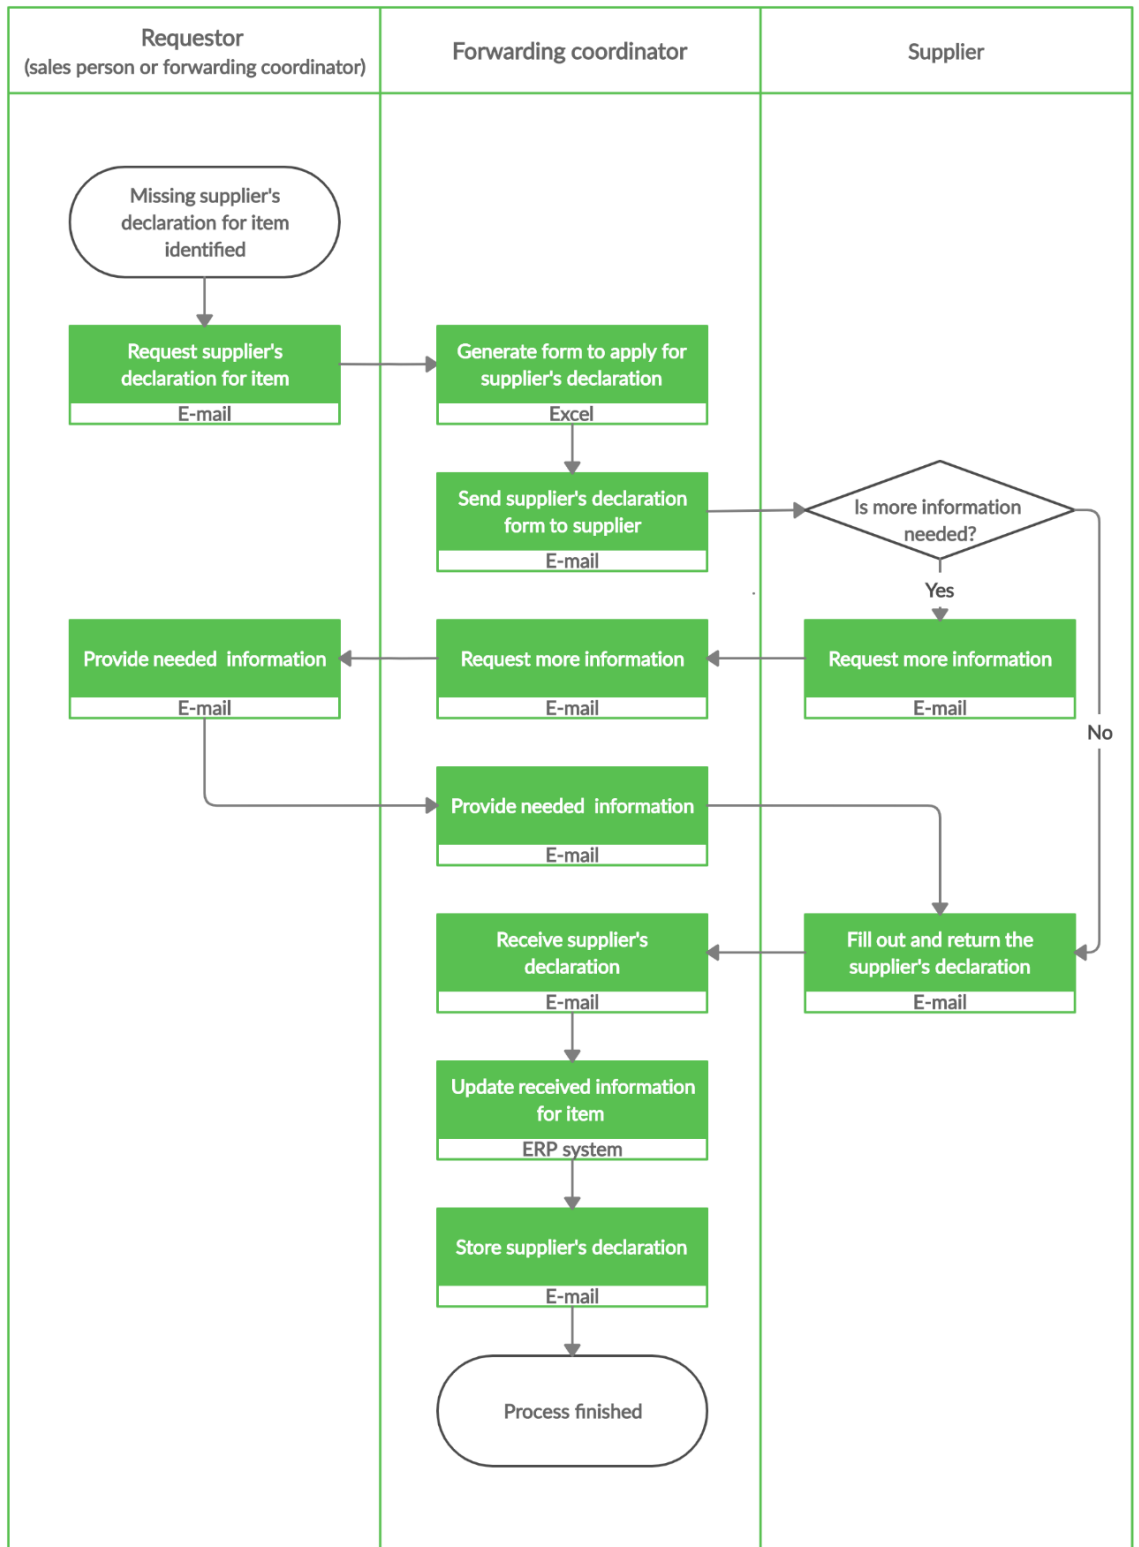 Requestor
(sales person or forwarding coordinator)
Forwarding coordinator
Supplier
Missing supplier's
declaration for item
identified
Request supplier's
declaration for item
E-mail
Generate form to apply for
supplier's declaration
Excel
Send supplier's declaration
form to supplier
E-mail
Is more information
needed?
Yes
No
Request more information
E-mail
Request more information
E-mail
Provide needed  information
E-mail
Provide needed  information
E-mail
Fill out and return the
supplier's declaration
E-mail
Receive supplier's
declaration
E-mail
Update received information
for item
ERP system
Store supplier's declaration
E-mail
Process finished